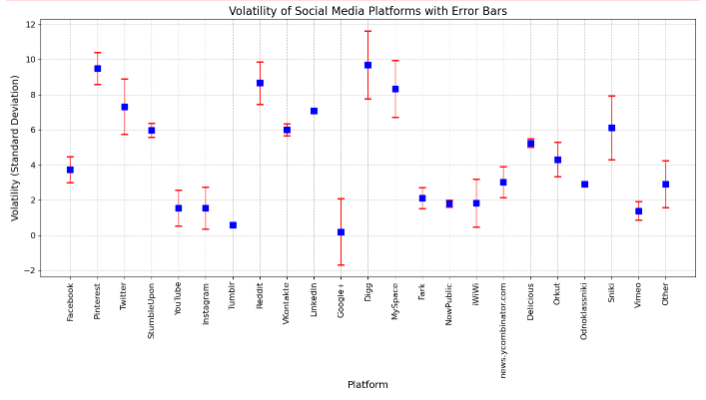 Volatility of Social Media Platforms with Error Bars
Volatility (Standard Deviation)
12
10
8
6
4
2
0
−2
Facebook
Pinterest
Twitter
StumbleUpon
YouTube
Instagram
Tumblr
Reddit
VKontakte
LinkedIn
Google+
Digg
MySpace
Fark
NowPublic
iWiWi
news.ycombinator.com
Delicious
Orkut
Odnoklassniki
Sniki
Vimeo
Other
Platform